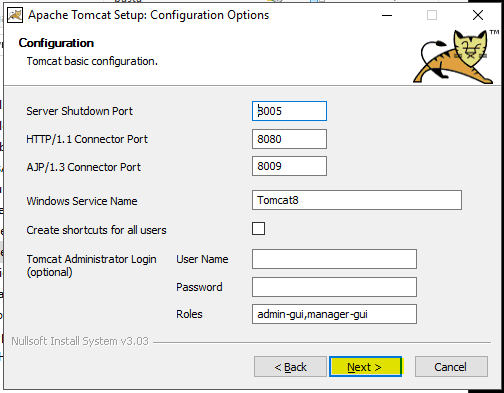 Apache Tomcat Setup: Configuration Options
Configuration
Tomcat basic configuration.
TM
Server Shutdown Port 8005
HTTP/1.1 Connector Port 8080
AJP/1.3 Connector Port 8009
Windows Service Name Tomcat8
Create shortcuts for all users
Tomcat Administrator Login
(optional)
User Name
Password
Roles admin-gui,manager-gui
Nullsoft Install System v3.03
< Back Next > Cancel